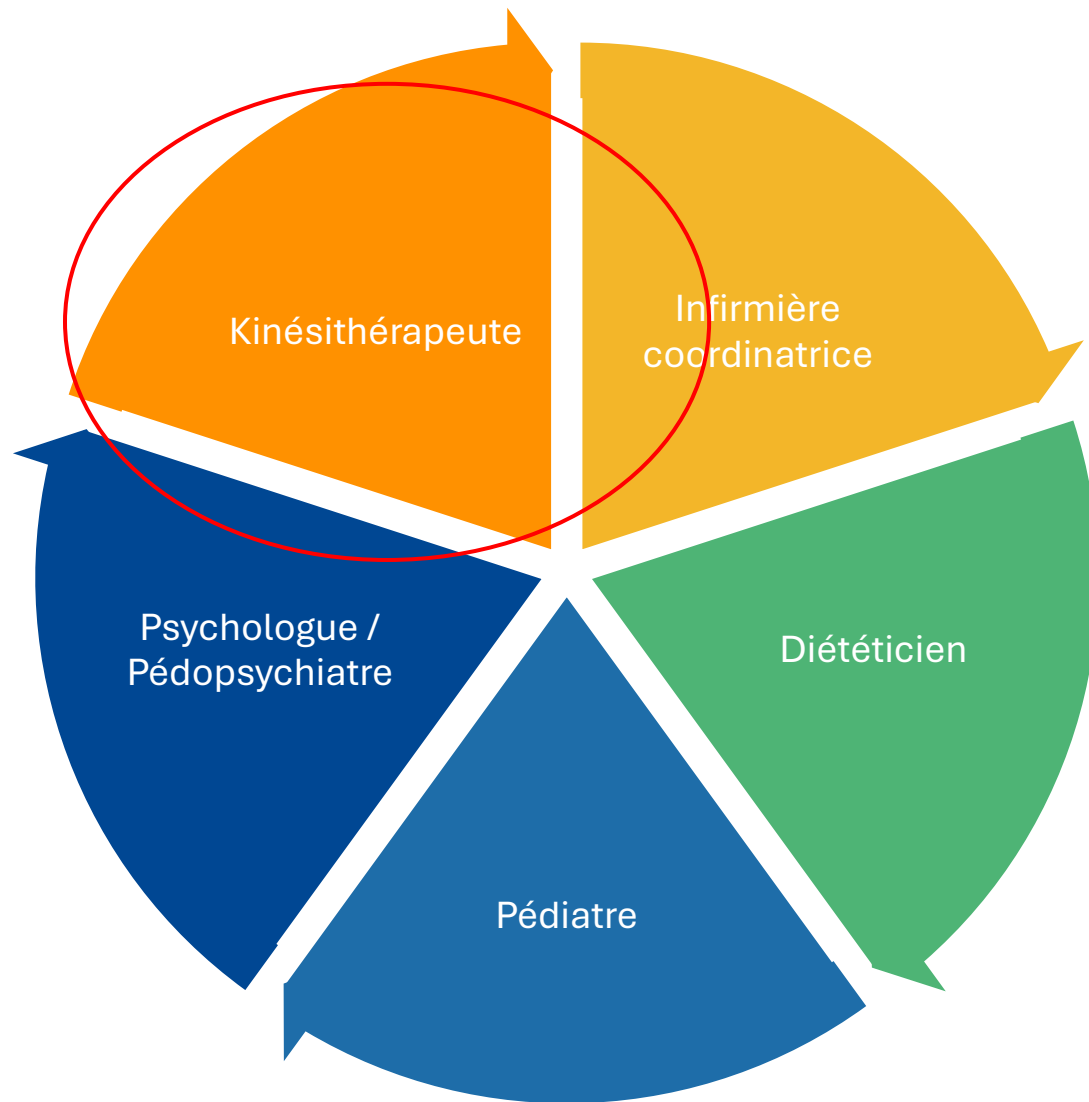 Kinésithérapeute
Infirmière
coordinatrice
Psychologue /
Pédopsychiatre
Diététicien
Pédiatre